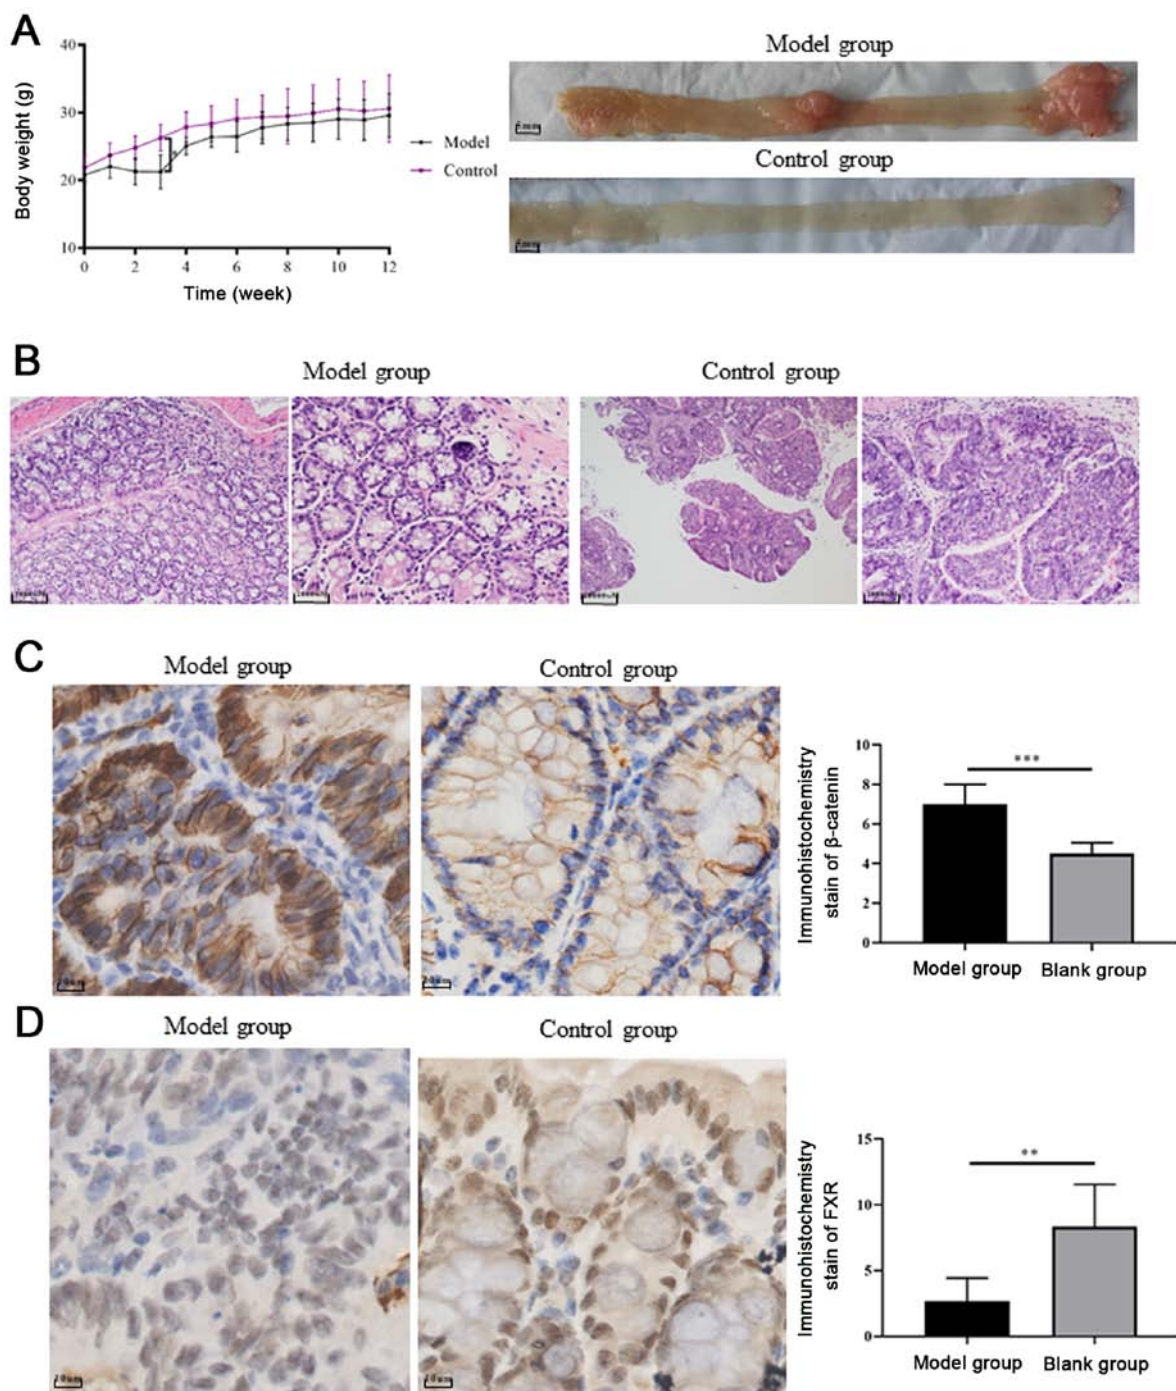 A
40
30
20
10
0
2
4
6
8
10
12
Body weight (g)
Time (week)
Model
Control
Model group
Control group
B
Model group
Control group
C
Model group
Control group
Immunohistochemistry
stain of β-catenin
10
8
6
4
2
0
***
Model group
Blank group
D
Model group
Control group
Immunohistochemistry
stain of FXR
15
10
5
0
**
Model group
Blank group